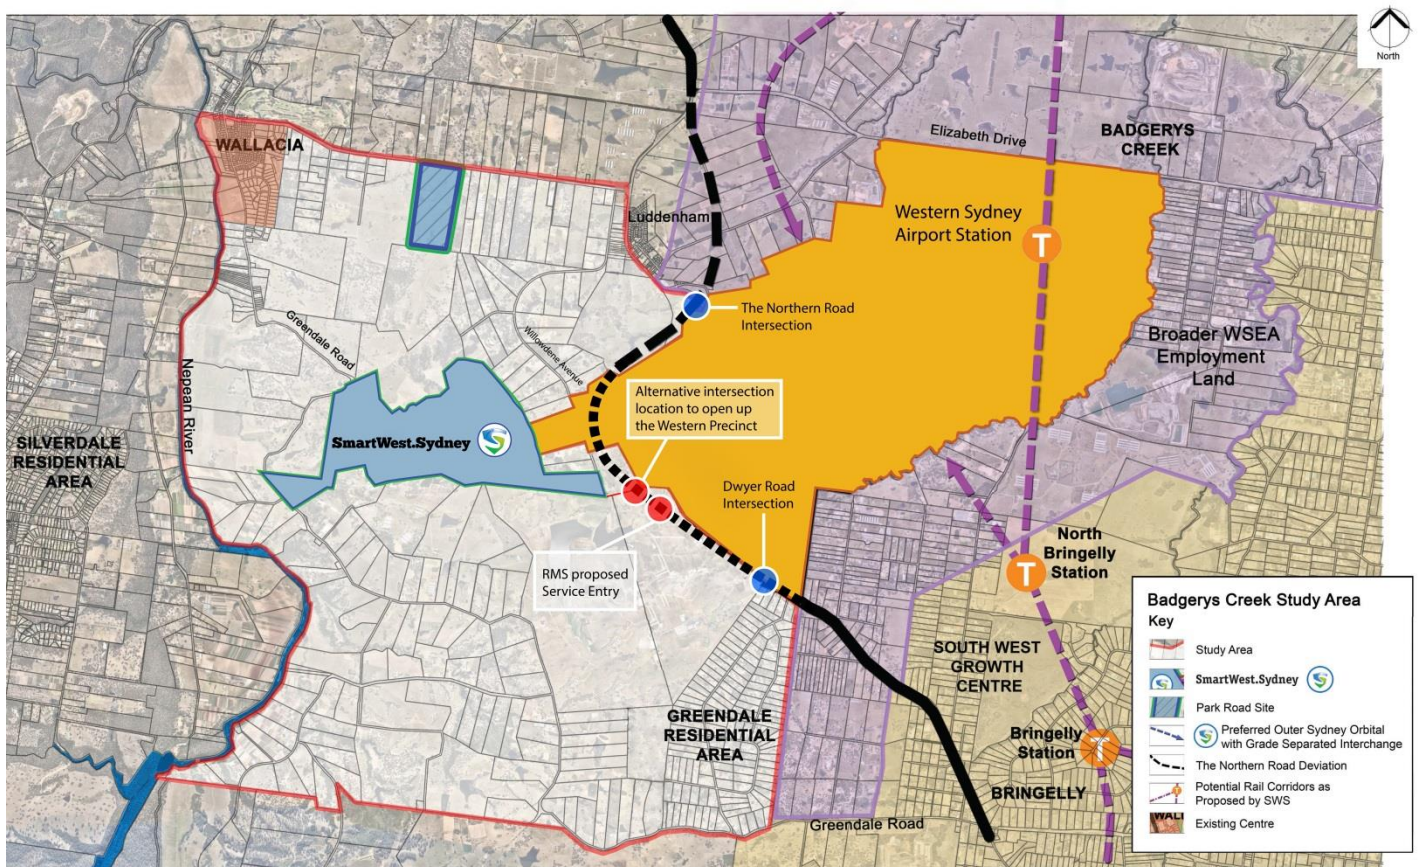 North
WALLACIA
Elizabeth Drive
BADGERYS
CREEK
Luddenham
Western Sydney
Airport Station
T
The Northern Road
Intersection
Greendale Road
Willowdene Avenue
Nepean River
Broader WSEA
Employment
Land
Alternative intersection
location to open up
the Western Precinct
SmartWest.Sydney
SILVERDALE
RESIDENTIAL
AREA
Dwyer Road
Intersection
RMS proposed
Service Entry
North
Bringelly
Station
T
SOUTH WEST
GROWTH
CENTRE
GREENDALE
RESIDENTIAL
AREA
Bringelly
Station
T
BRINGELLY
Greendale Road
Badgerys Creek Study Area
Key
Study Area
SmartWest.Sydney
Park Road Site
Preferred Outer Sydney Orbital
with Grade Separated Interchange
The Northern Road Deviation
T
Potential Rail Corridors as
Proposed by SWS
WALL
Existing Centre